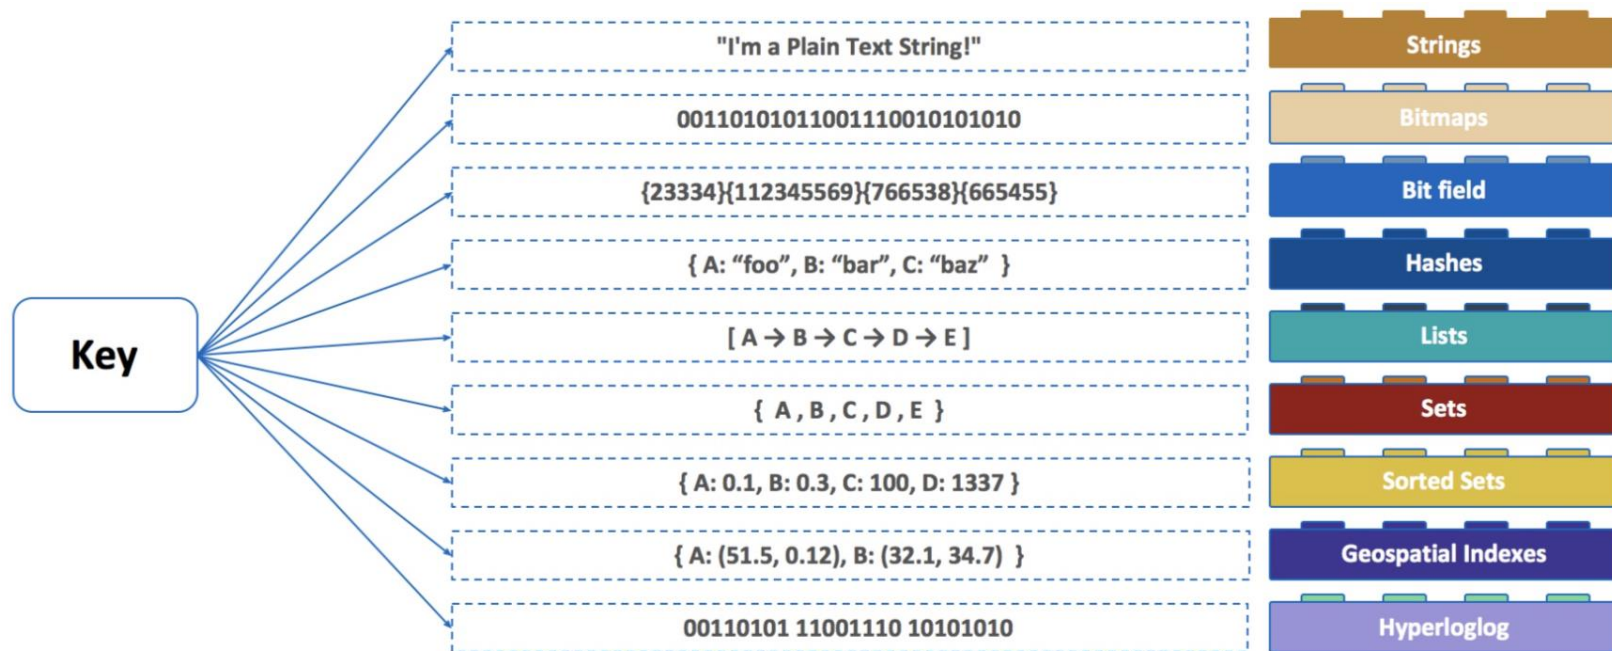 "I'm a Plain Text String!" Strings
00110101011001110010101010 Bitmaps
{23334}{112345569}{766538}{665455} Bit field
{ A: “foo”, B: “bar”, C: “baz” } Hashes
Key
[ A → B → C → D → E ] Lists
{ A , B , C , D , E } Sets
{ A: 0.1, B: 0.3, C: 100, D: 1337 } Sorted Sets
{ A: (51.5, 0.12), B: (32.1, 34.7) } Geospatial Indexes
00110101 11001110 10101010 Hyperloglog